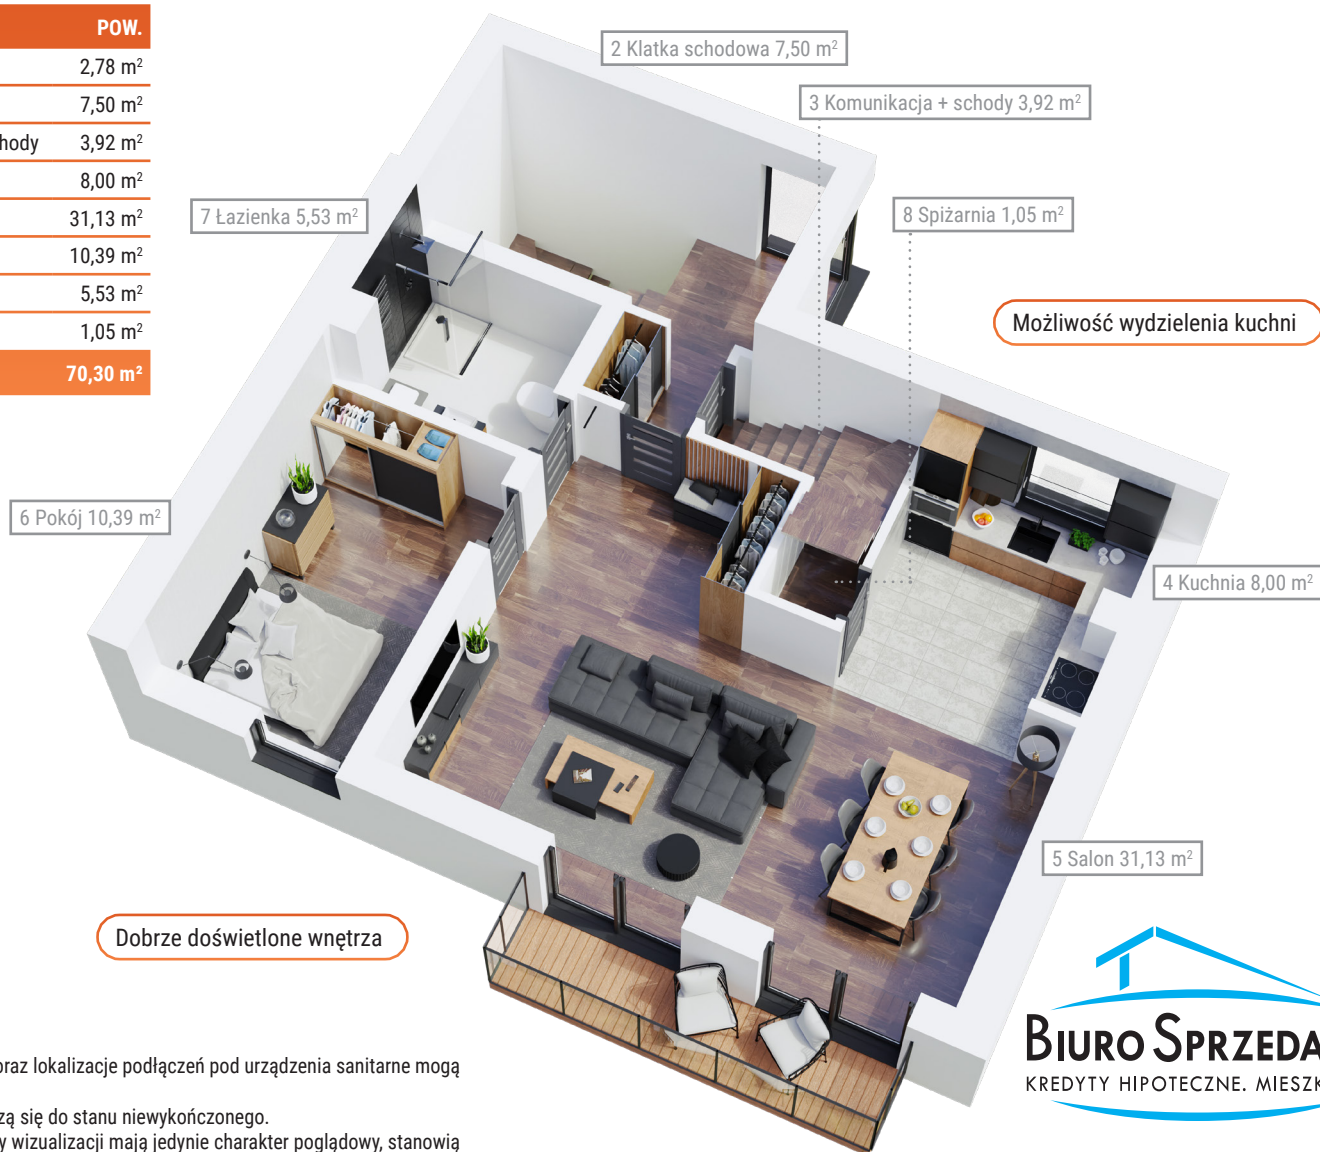 POW.
2,78 m²
7,50 m²
hody 3,92 m²
8,00 m²
31,13 m²
10,39 m²
5,53 m²
1,05 m²
70,30 m²
2 Klatka schodowa 7,50 m²
3 Komunikacja + schody 3,92 m²
7 Łazienka 5,53 m²
8 Spiżarnia 1,05 m²
Możliwość wydzielenia kuchni
6 Pokój 10,39 m²
4 Kuchnia 8,00 m²
5 Salon 31,13 m²
Dobrze doświetlone wnętrza
oraz lokalizacje podłączeń pod urządzenia sanitarne mogą
zą się do stanu niewykończonego.
y wizualizacji mają jedynie charakter poglądowy, stanowią
BIURO SPRZEDA
KREDYTY HIPOTECZNE. MIESZK